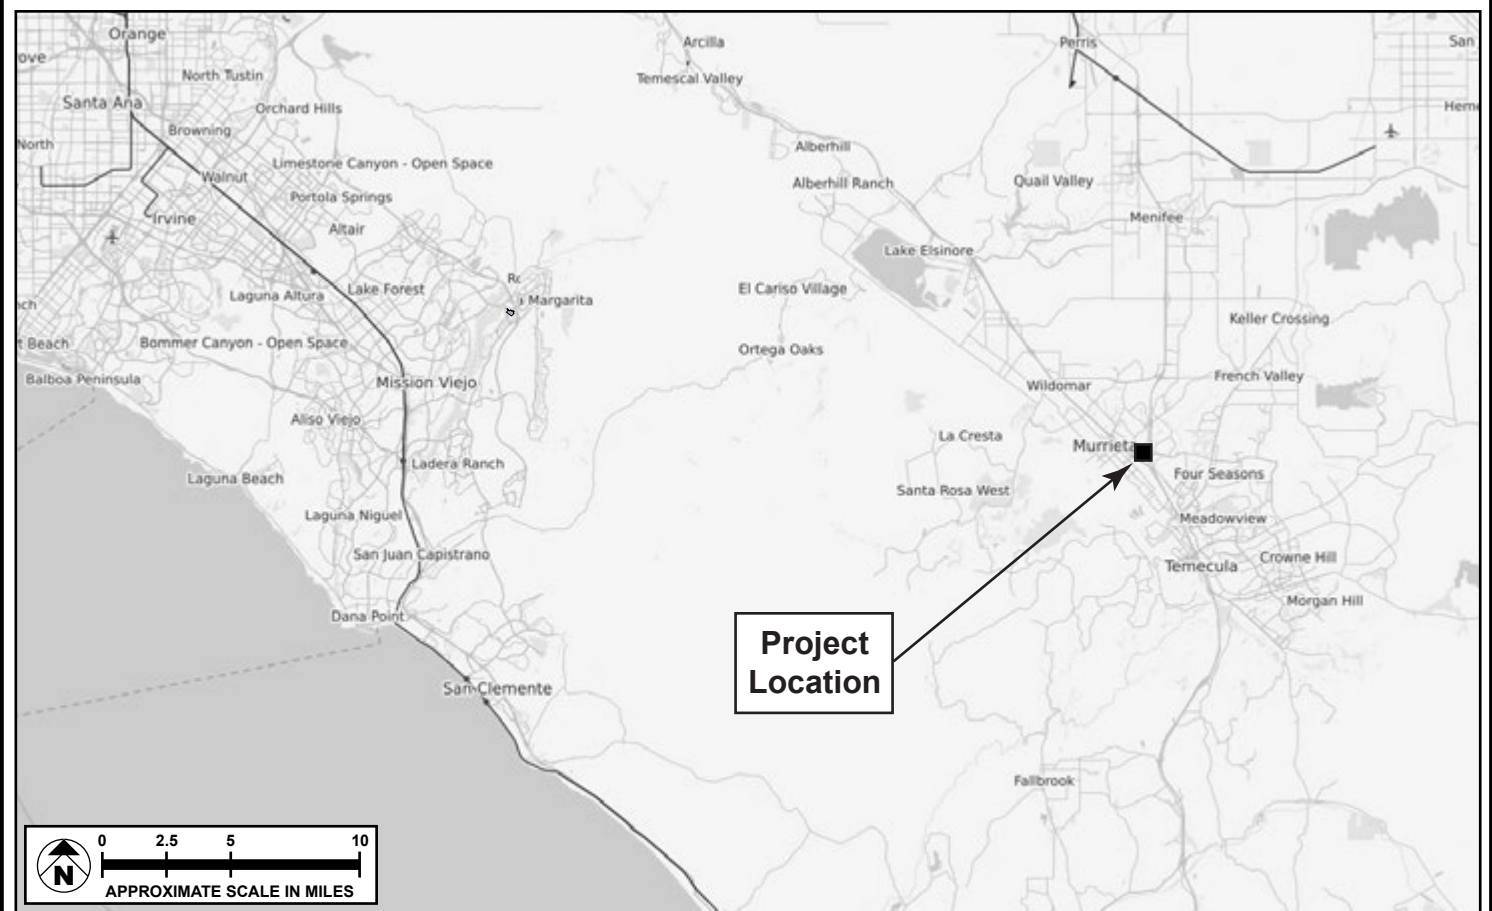 Orange
ove
North Tustin
Arcilla
Temescal Valley
Perris
San
Santa Ana
Orchard Hills
Heme
Browning
North
Limestone Canyon - Open Space
Alberhill
Walnut
Portola Springs
Alberhill Ranch
Quail Valley
Irvine
Altair
Menifee
Lake Elsinore
Lake Forest
Laguna Altura
El Cariso Village
a Margarita
Keller Crossing
t Beach
Bommer Canyon - Open Space
Ortega Oaks
Balboa Peninsula
Mission Viejo
Wildomar
French Valley
Aliso Viejo
La Cresta
Murrieta
Ladera Ranch
Laguna Beach
Four Seasons
Santa Rosa West
Laguna Niguel
Meadowview
San Juan Capistrano
Crowne Hill
Temecula
Morgan Hill
Dana Point
Project
Location
San Clemente
Fallbrook
0 2.5 5 10
N
APPROXIMATE SCALE IN MILES